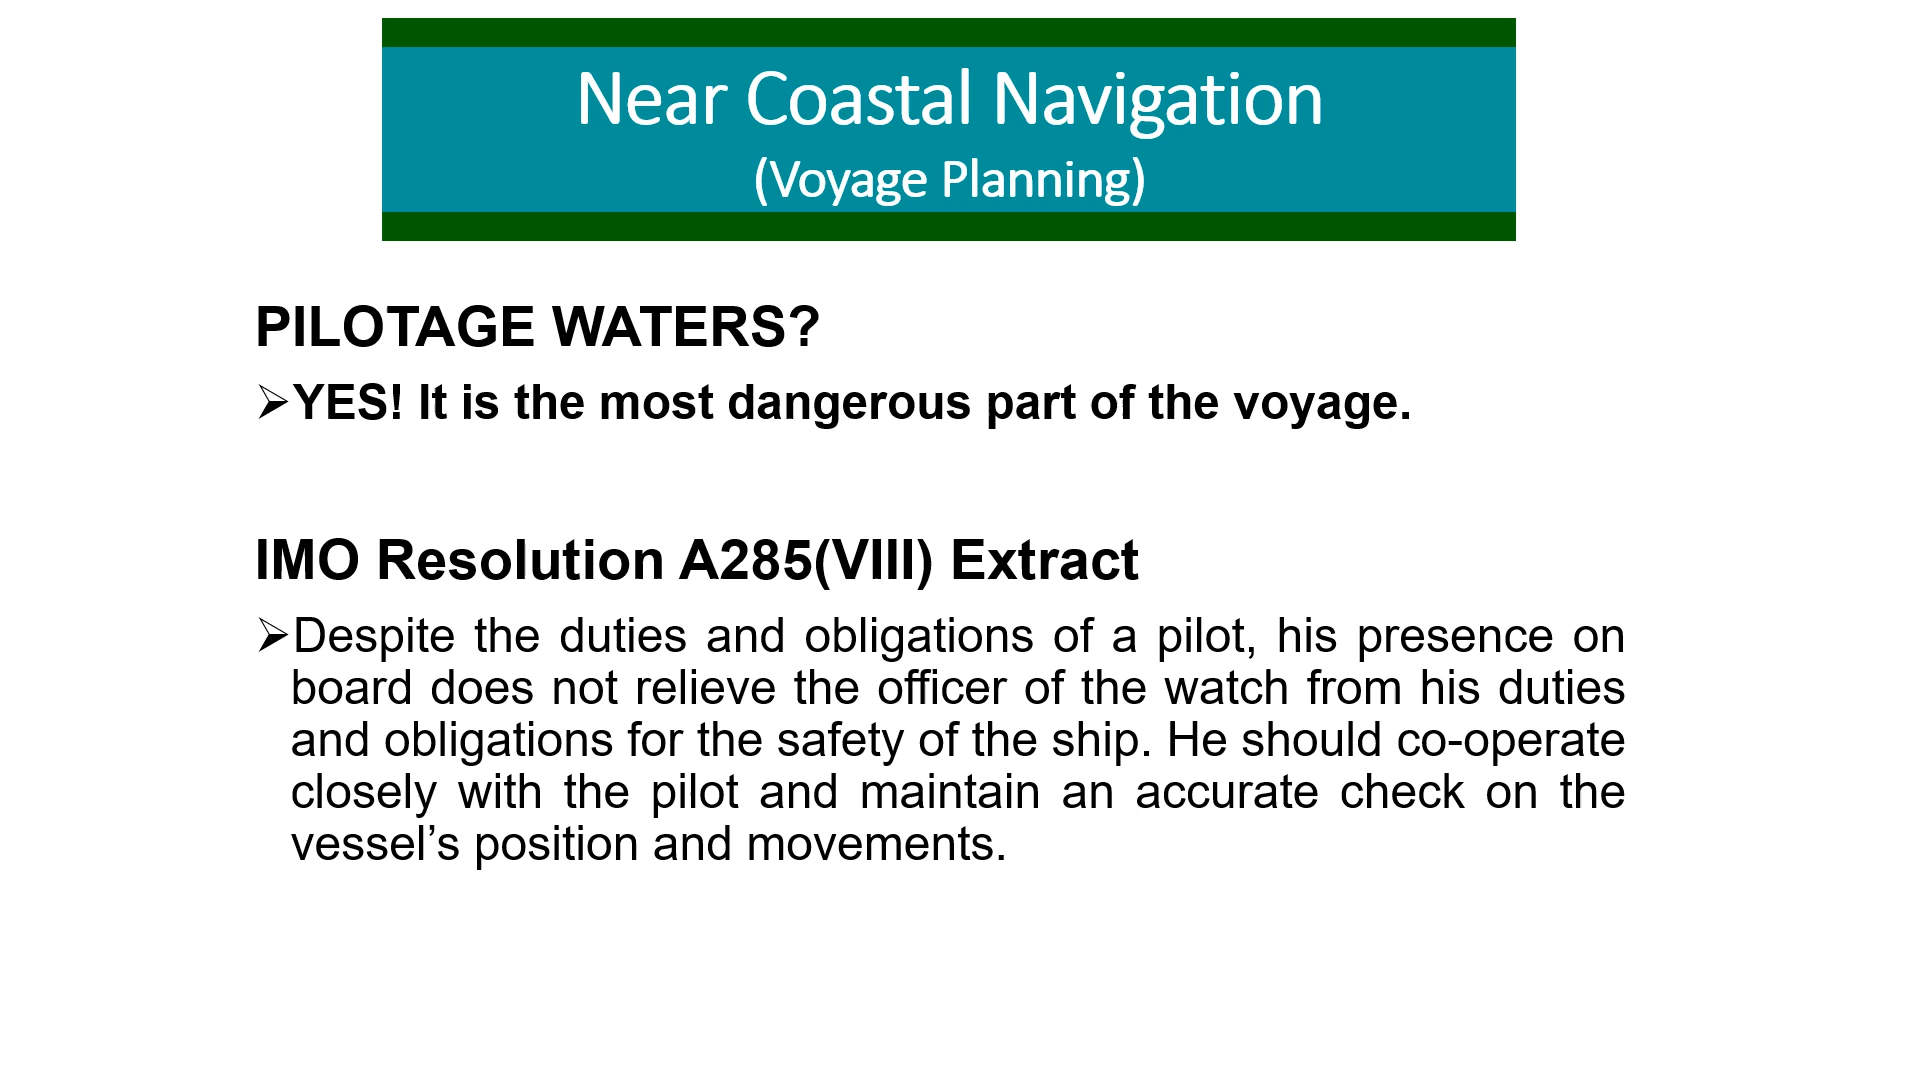 Near Coastal Navigation
(Voyage Planning)
PILOTAGE WATERS?
➢YES! It is the most dangerous part of the voyage.
IMO Resolution A285(VIII) Extract
➢Despite the duties and obligations of a pilot, his presence on
board does not relieve the officer of the watch from his duties
and obligations for the safety of the ship. He should co-operate
closely with the pilot and maintain an accurate check on the
vessel’s position and movements.